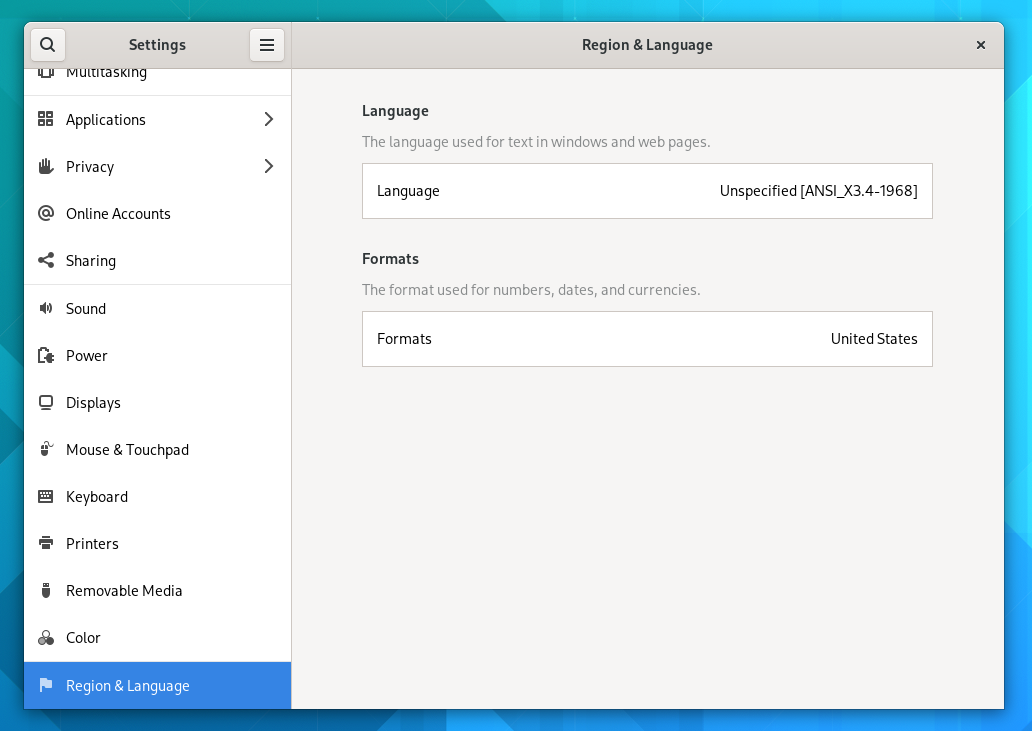 Settings
Region & Language
Multitasking
Applications
Privacy
Online Accounts
Sharing
Sound
Power
Displays
Mouse & Touchpad
Keyboard
Printers
Removable Media
Color
Region & Language
Language
The language used for text in windows and web pages.
Language Unspecified [ANSI_X3.4-1968]
Formats
The format used for numbers, dates, and currencies.
Formats United States